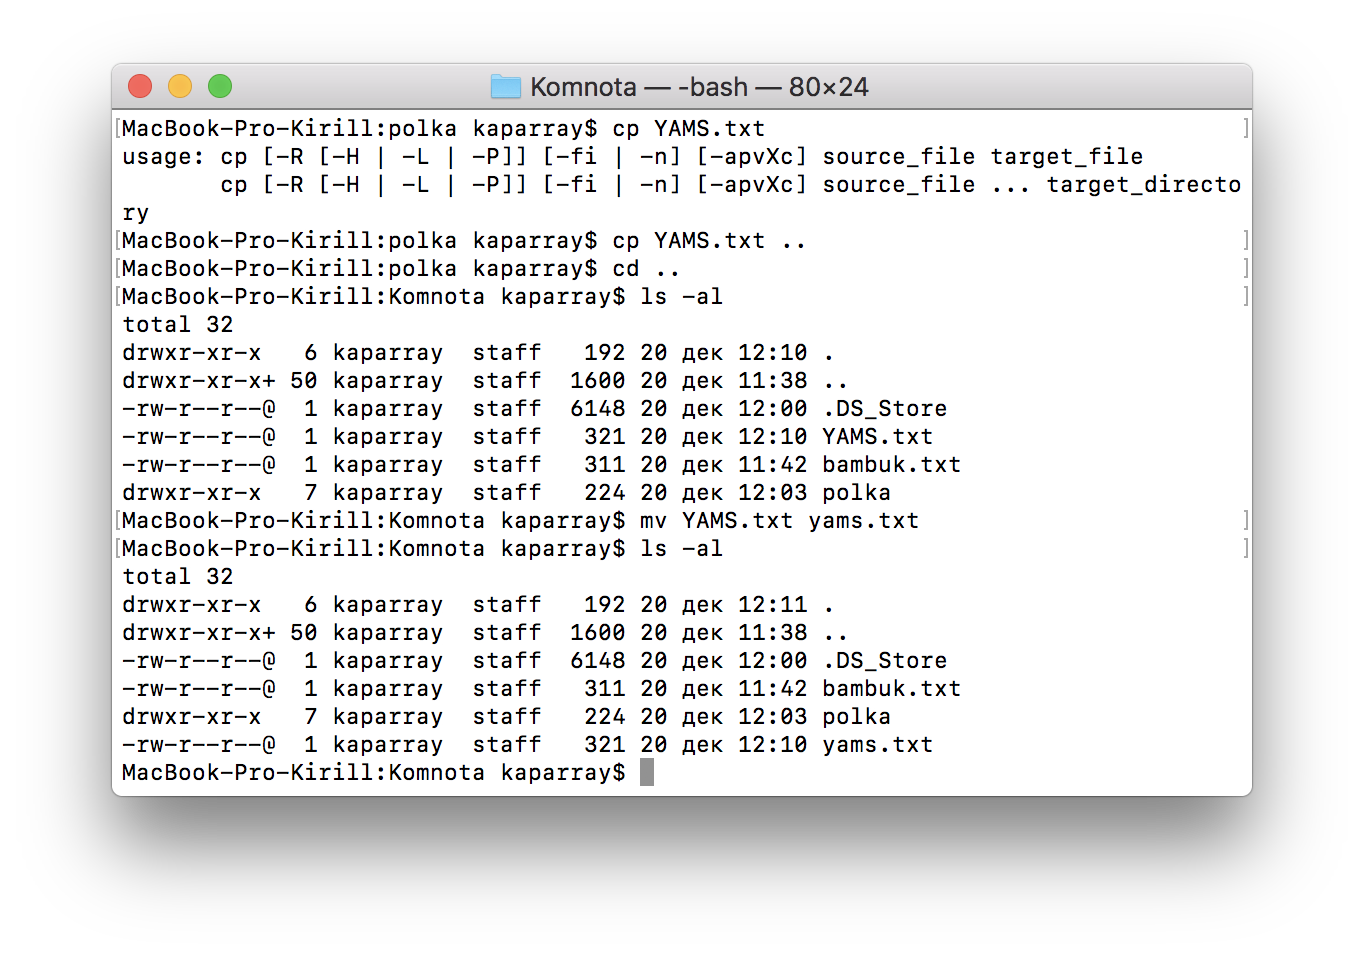 Komnota — -bash — 80×24
[MacBook-Pro-Kirill:polka kaparray$ cp YAMS.txt ]
usage: cp [-R [-H | -L | -P]] [-fi | -n] [-apvXc] source_file target_file
       cp [-R [-H | -L | -P]] [-fi | -n] [-apvXc] source_file ... target_directo
ry
[MacBook-Pro-Kirill:polka kaparray$ cp YAMS.txt .. ]
[MacBook-Pro-Kirill:polka kaparray$ cd .. ]
[MacBook-Pro-Kirill:Komnota kaparray$ ls -al ]
total 32
drwxr-xr-x   6 kaparray  staff   192 20 дек 12:10 .
drwxr-xr-x+ 50 kaparray  staff  1600 20 дек 11:38 ..
-rw-r--r--@  1 kaparray  staff  6148 20 дек 12:00 .DS_Store
-rw-r--r--@  1 kaparray  staff   321 20 дек 12:10 YAMS.txt
-rw-r--r--@  1 kaparray  staff   311 20 дек 11:42 bambuk.txt
drwxr-xr-x   7 kaparray  staff   224 20 дек 12:03 polka
[MacBook-Pro-Kirill:Komnota kaparray$ mv YAMS.txt yams.txt ]
[MacBook-Pro-Kirill:Komnota kaparray$ ls -al ]
total 32
drwxr-xr-x   6 kaparray  staff   192 20 дек 12:11 .
drwxr-xr-x+ 50 kaparray  staff  1600 20 дек 11:38 ..
-rw-r--r--@  1 kaparray  staff  6148 20 дек 12:00 .DS_Store
-rw-r--r--@  1 kaparray  staff   311 20 дек 11:42 bambuk.txt
drwxr-xr-x   7 kaparray  staff   224 20 дек 12:03 polka
-rw-r--r--@  1 kaparray  staff   321 20 дек 12:10 yams.txt
MacBook-Pro-Kirill:Komnota kaparray$